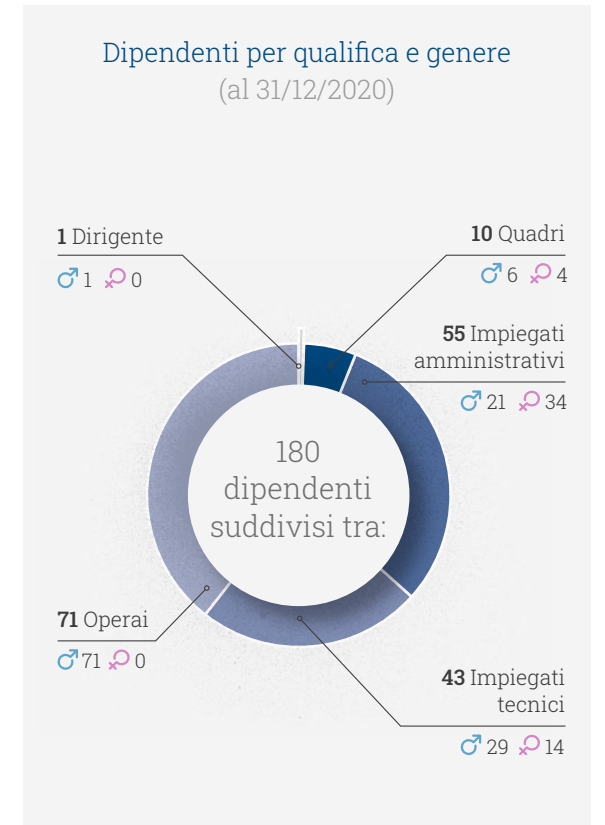 Dipendenti per qualifica e genere
(al 31/12/2020)
1 Dirigente
♂ 1 ♀ 0
10 Quadri
♂ 6 ♀ 4
55 Impiegati
amministrativi
♂ 21 ♀ 34
180
dipendenti
suddivisi tra:
71 Operai
♂ 71 ♀ 0
43 Impiegati
tecnici
♂ 29 ♀ 14